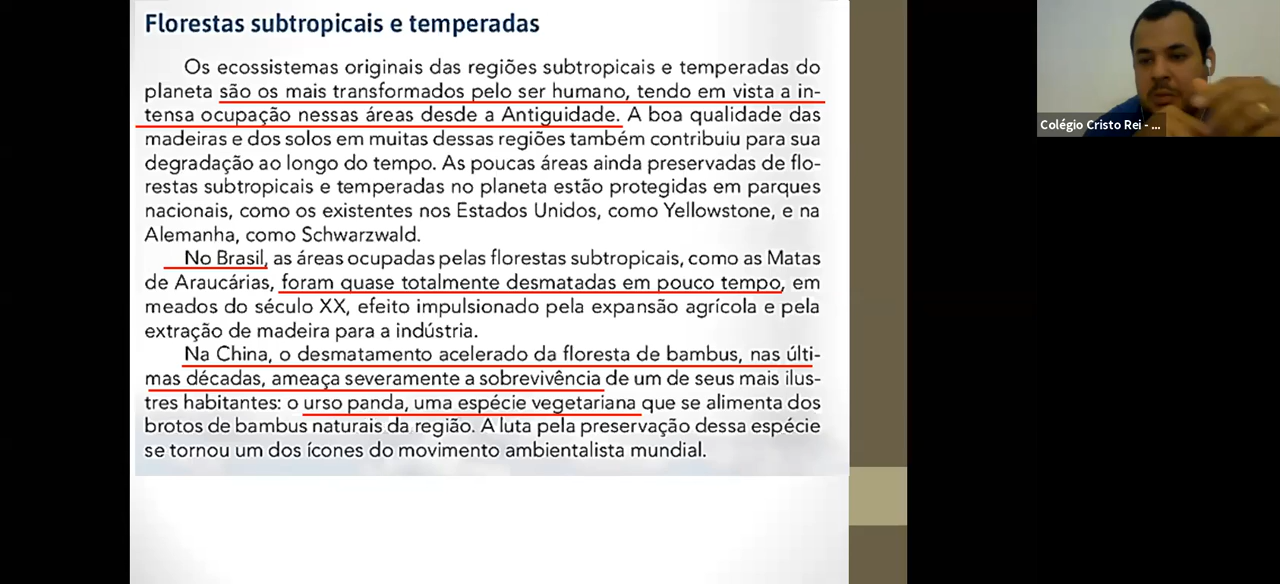 Florestas subtropicais e temperadas
Os ecossistemas originais das regiões subtropicais e temperadas do
planeta são os mais transformados pelo ser humano, tendo em vista a in-
tensa ocupação nessas áreas desde a Antiguidade. A boa qualidade das
madeiras e dos solos em muitas dessas regiões também contribuiu para sua
degradação ao longo do tempo. As poucas áreas ainda preservadas de flo-
restas subtropicais e temperadas no planeta estão protegidas em parques
nacionais, como os existentes nos Estados Unidos, como Yellowstone, e na
Alemanha, como Schwarzwald.
No Brasil, as áreas ocupadas pelas florestas subtropicais, como as Matas
de Araucárias, foram quase totalmente desmatadas em pouco tempo, em
meados do século XX, efeito impulsionado pela expansão agrícola e pela
extração de madeira para a indústria.
Na China, o desmatamento acelerado da floresta de bambus, nas últi-
mas décadas, ameaça severamente a sobrevivência de um de seus mais ilus-
tres habitantes: o urso panda, uma espécie vegetariana que se alimenta dos
brotos de bambus naturais da região. A luta pela preservação dessa espécie
se tornou um dos ícones do movimento ambientalista mundial.
Colégio Cristo Rei - ...